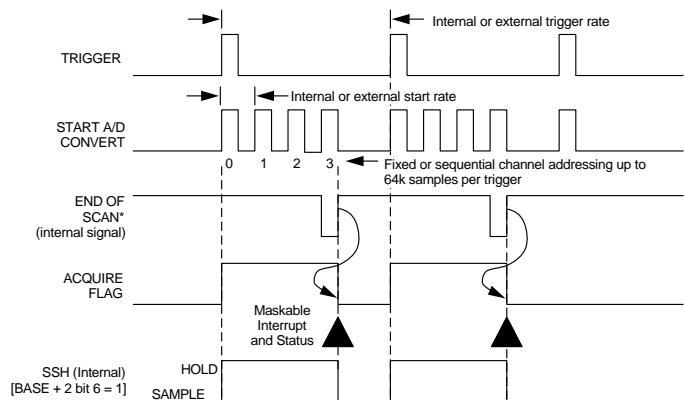 Internal or external trigger rate
TRIGGER
Internal or external start rate
START A/D
CONVERT
0 1 2 3
Fixed or sequential channel addressing up to
64k samples per trigger
END OF
SCAN*
(internal signal)
ACQUIRE
FLAG
Maskable
Interrupt
and Status
SSH (Internal)
[BASE + 2 bit 6 = 1]
HOLD
SAMPLE